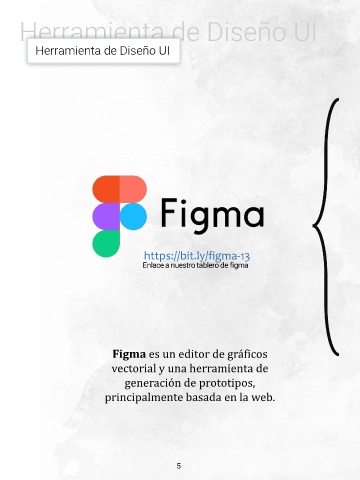 Herramienta de Diseño UI
Herramienta de Diseño UI
Figma
https://bit.ly/figma-13
Enlace a nuestro tablero de figma
Figma es un editor de gráficos
vectorial y una herramienta de
generación de prototipos,
principalmente basada en la web.
5